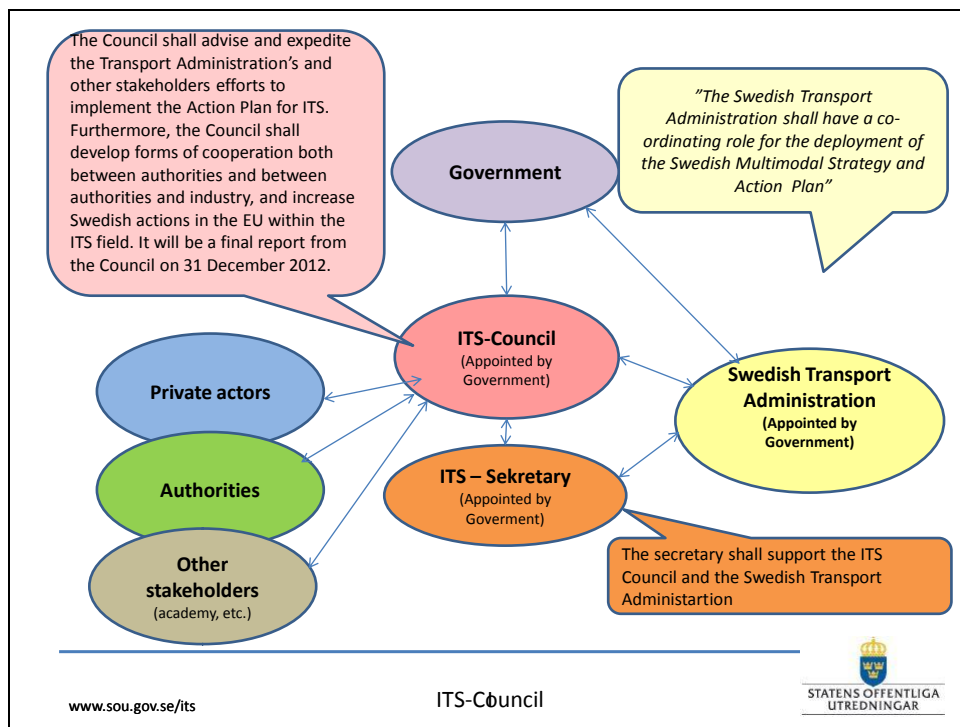 The Council shall advise and expedite
the Transport Administration's and
other stakeholders efforts to
implement the Action Plan for ITS.
Furthermore, the Council shall
develop forms of cooperation both
between authorities and between
authorities and industry, and increase
Swedish actions in the EU within the
ITS field. It will be a final report from
the Council on 31 December 2012.
"The Swedish Transport
Administration shall have a co-
ordinating role for the deployment of
the Swedish Multimodal Strategy and
Action Plan"
Government
ITS-Council
(Appointed by
Government)
Private actors
Swedish Transport
Administration
(Appointed by
Government)
Authorities
ITS – Sekretary
(Appointed by
Goverment)
Other
stakeholders
(academy, etc.)
The secretary shall support the ITS
Council and the Swedish Transport
Administartion
www.sou.gov.se/its
ITS-Council
STATENS OFFENTLIGA
UTREDNINGAR